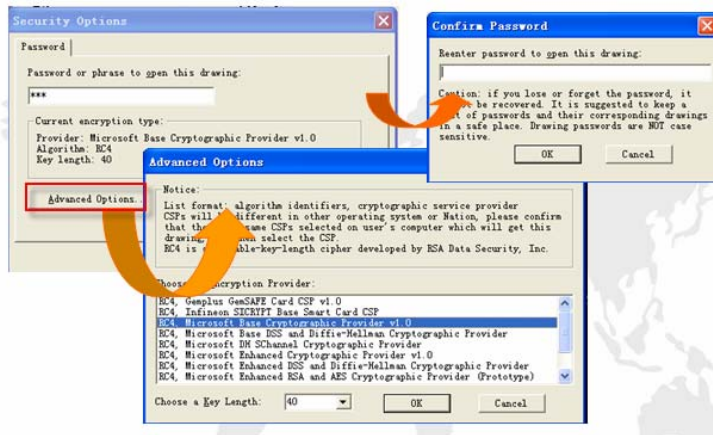 Security Options
Password
Password or phrase to open this drawing:
***
Current encryption type:
Provider: Microsoft Base Cryptographic Provider v1.0
Algorithm: RC4
Key length: 40
Advanced Options..
Confirm Password
Reenter password to open this drawing:
Caution: if you lose or forget the password, it
be recovered. It is suggested to keep a
of passwords and their corresponding drawings
in a safe place. Drawing passwords are NOT case
sensitive.
OK
Cancel
Advanced Options
Notice:
List format: algorithm identifiers, cryptographic service provider
CSPs will different in other operating system or Nation, please confirm
that the same CSPs selected on user's computer which will get this
drawing, then select the CSP.
RC4 is cipher developed by RSA Data Security, Inc.
Encryption Provider:
RC4, Gemplus GemSAFE Card CSP v1.0
RC4, Infineon SICRYPT Base Smart Card CSP
RC4, Microsoft Base Cryptographic Provider v1.0
RC4, Microsoft Base DSS and Diffie-Hellman Cryptographic Provider
RC4, Microsoft DH SChannel Cryptographic Provider
RC4, Microsoft Enhanced Cryptographic Provider v1.0
RC4, Microsoft Enhanced DSS and Diffie-Hellman Cryptographic Provider
RC4, Microsoft Enhanced RSA and AES Cryptographic Provider (Prototype)
Choose a Key Length:
40
OK
Cancel